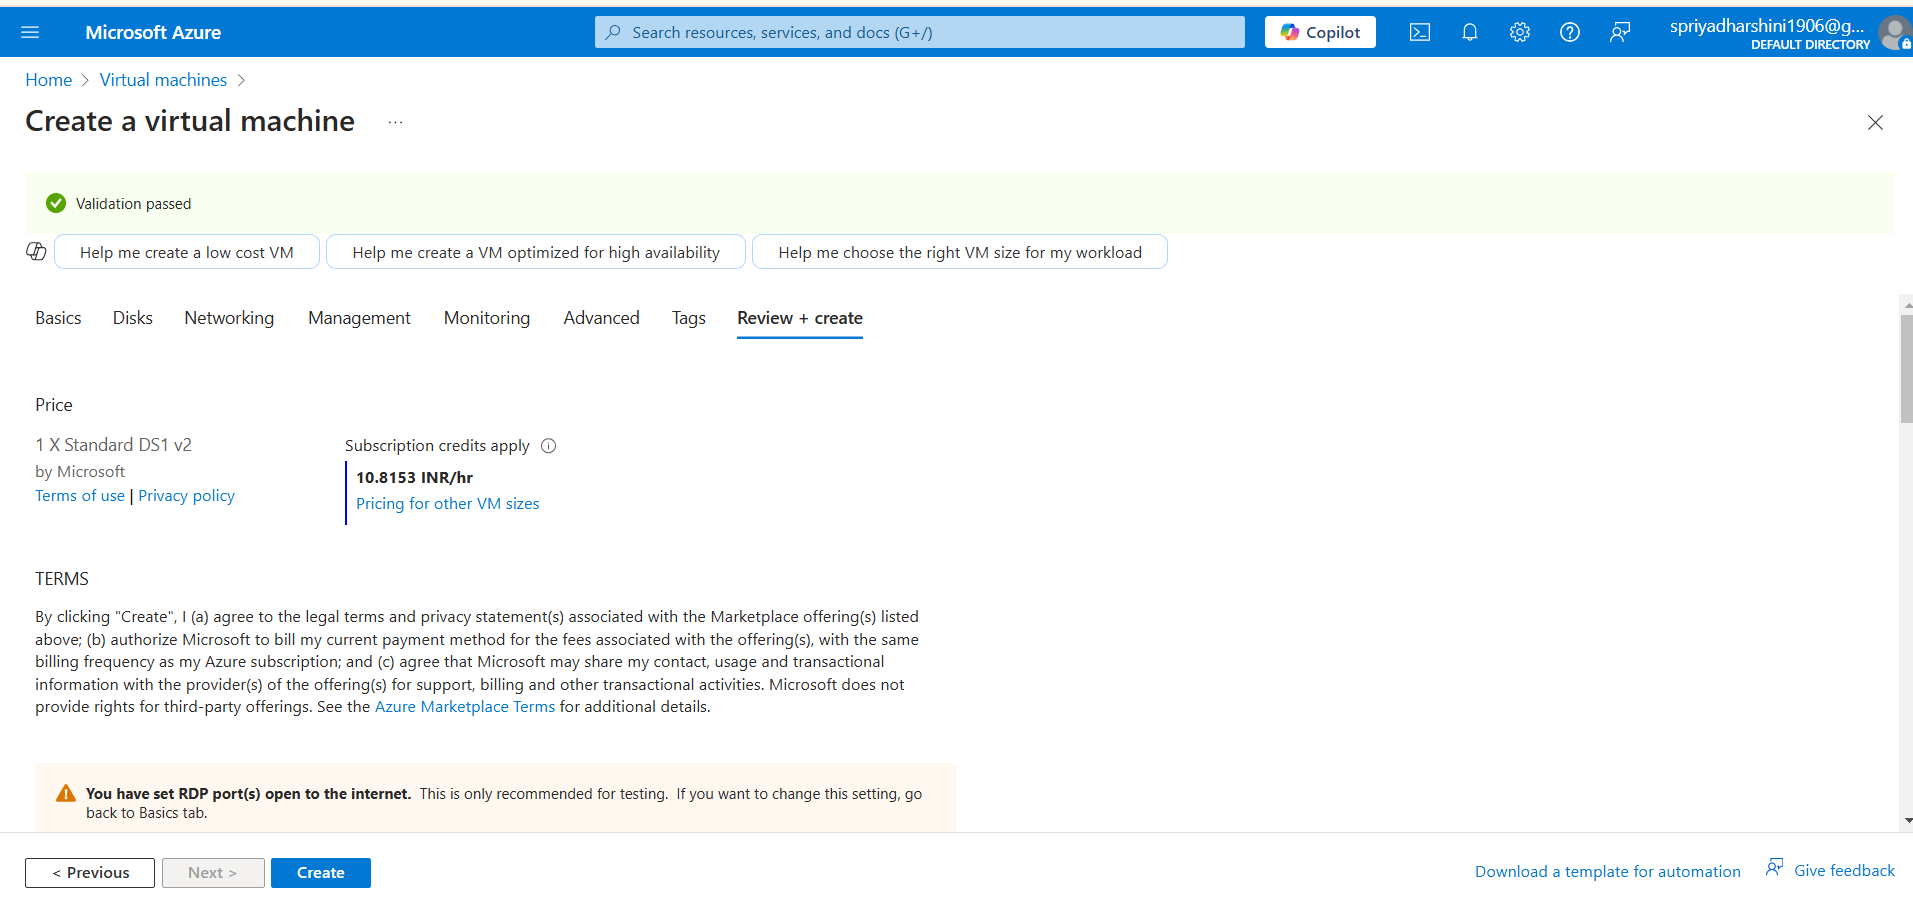 Microsoft Azure
Search resources, services, and docs (G+/)
Copilot
spriyadharshini1906@g...
DEFAULT DIRECTORY
Home > Virtual machines >
Create a virtual machine ...
Validation passed
Help me create a low cost VM
Help me create a VM optimized for high availability
Help me choose the right VM size for my workload
Basics
Disks
Networking
Management
Monitoring
Advanced
Tags
Review + create
Price
1 X Standard DS1 v2
by Microsoft
Terms of use | Privacy policy
Subscription credits apply
10.8153 INR/hr
Pricing for other VM sizes
TERMS
By clicking "Create", I (a) agree to the legal terms and privacy statement(s) associated with the Marketplace offering(s) listed
above; (b) authorize Microsoft to bill my current payment method for the fees associated with the offering(s), with the same
billing frequency as my Azure subscription; and (c) agree that Microsoft may share my contact, usage and transactional
information with the provider(s) of the offering(s) for support, billing and other transactional activities. Microsoft does not
provide rights for third-party offerings. See the Azure Marketplace Terms for additional details.
You have set RDP port(s) open to the internet. This is only recommended for testing. If you want to change this setting, go
back to Basics tab.
< Previous
Next >
Create
Download a template for automation
Give feedback